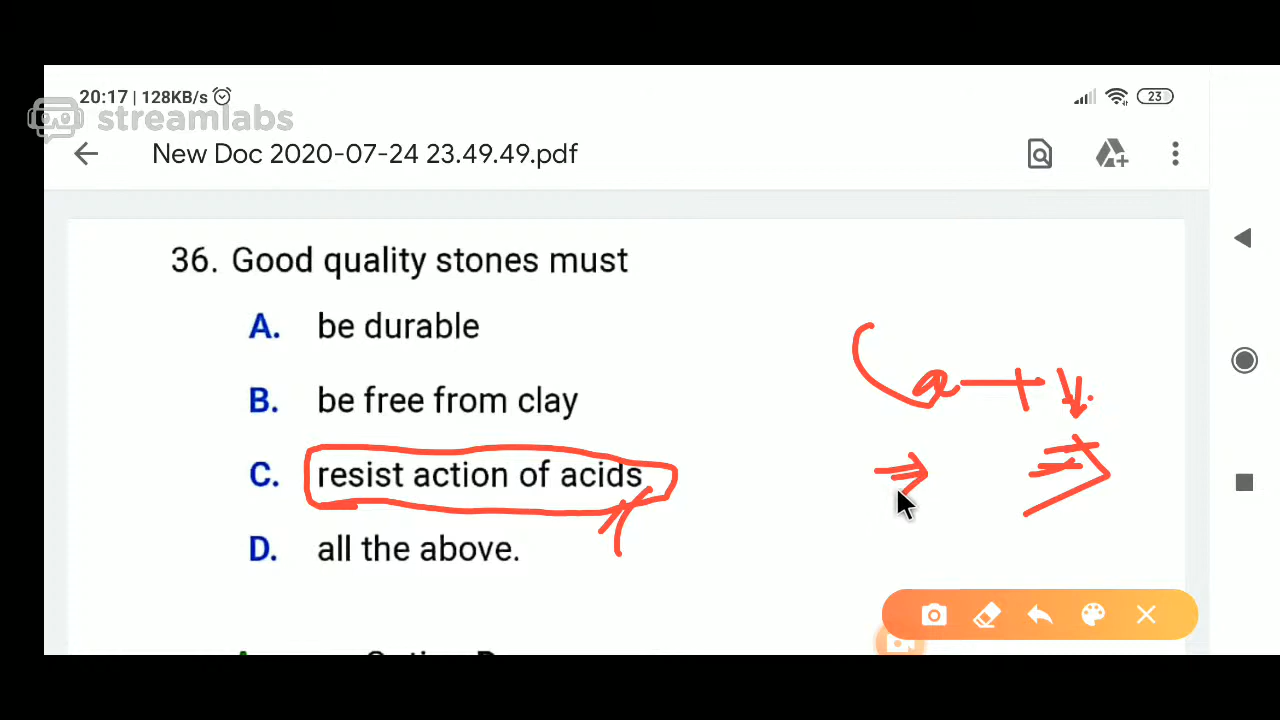 20:17 | 128KB/s
23
streamlabs
New Doc 2020-07-24 23.49.49.pdf
36. Good quality stones must
A. be durable
B. be free from clay
C. resist action of acids
D. all the above.